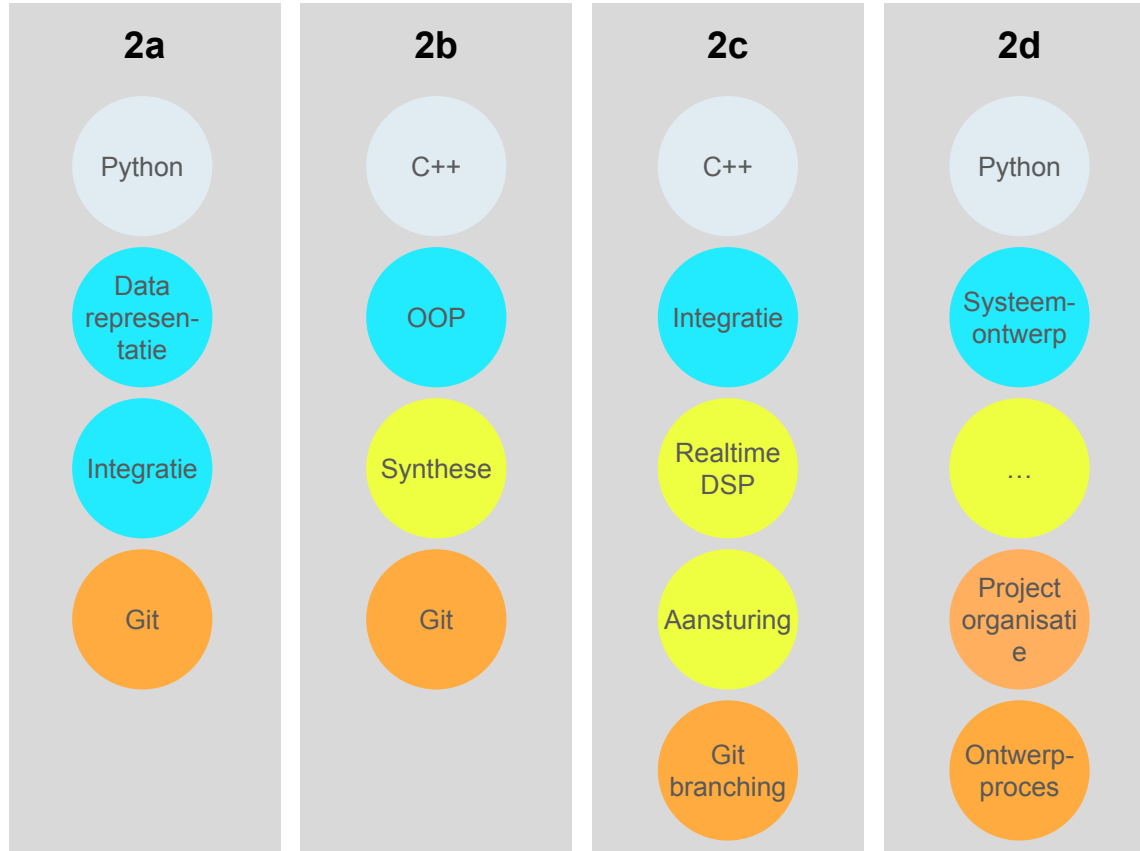 2a
Python
Data
represen-
tatie
Integratie
Git
2b
C++
OOP
Synthese
Git
2c
C++
Integratie
Realtime
DSP
Aansturing
Git
branching
2d
Python
Systeem-
ontwerp
…
Project
organisati
e
Ontwerp-
proces